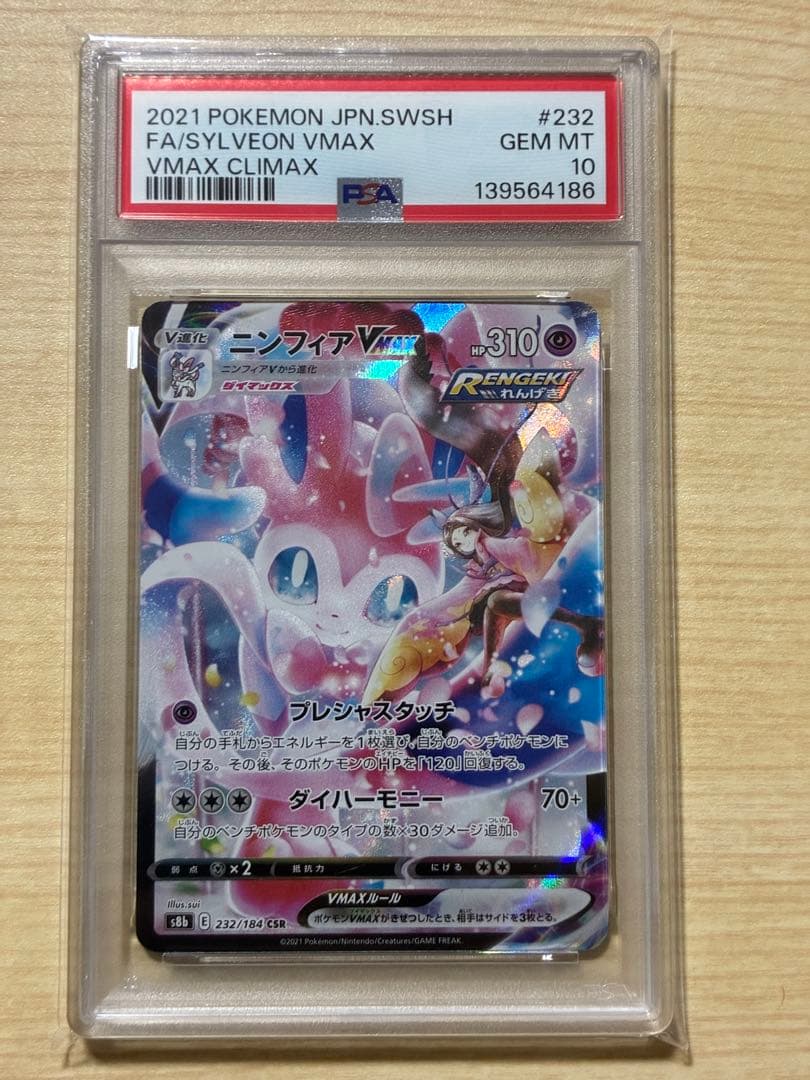 2021 POKEMON JPN.SWSH #232
FA/SYLVEON VMAX GEM MT
VMAX CLIMAX 10
PSA 139564186
V進化 ニンフィアVMAX HP310
ニンフィアVから進化
ダイマックス
RENGEKI
れんげき
プレシャスタッチ
自分の手札からエネルギーを1枚選び、自分のベンチポケモンに
つける。その後、そのポケモンのHPを「120」回復する。
ダイハーモニー 70+
自分のベンチポケモンのタイプの数×30ダメージ追加。
弱点 ×2 抵抗力 にげる
Illus.sui
VMAXルール
s8b E 232/184 CSR
ポケモンVMAXがきぜつしたとき、相手はサイドを3枚とる。
©2021 Pokémon/Nintendo/Creatures/GAME FREAK.